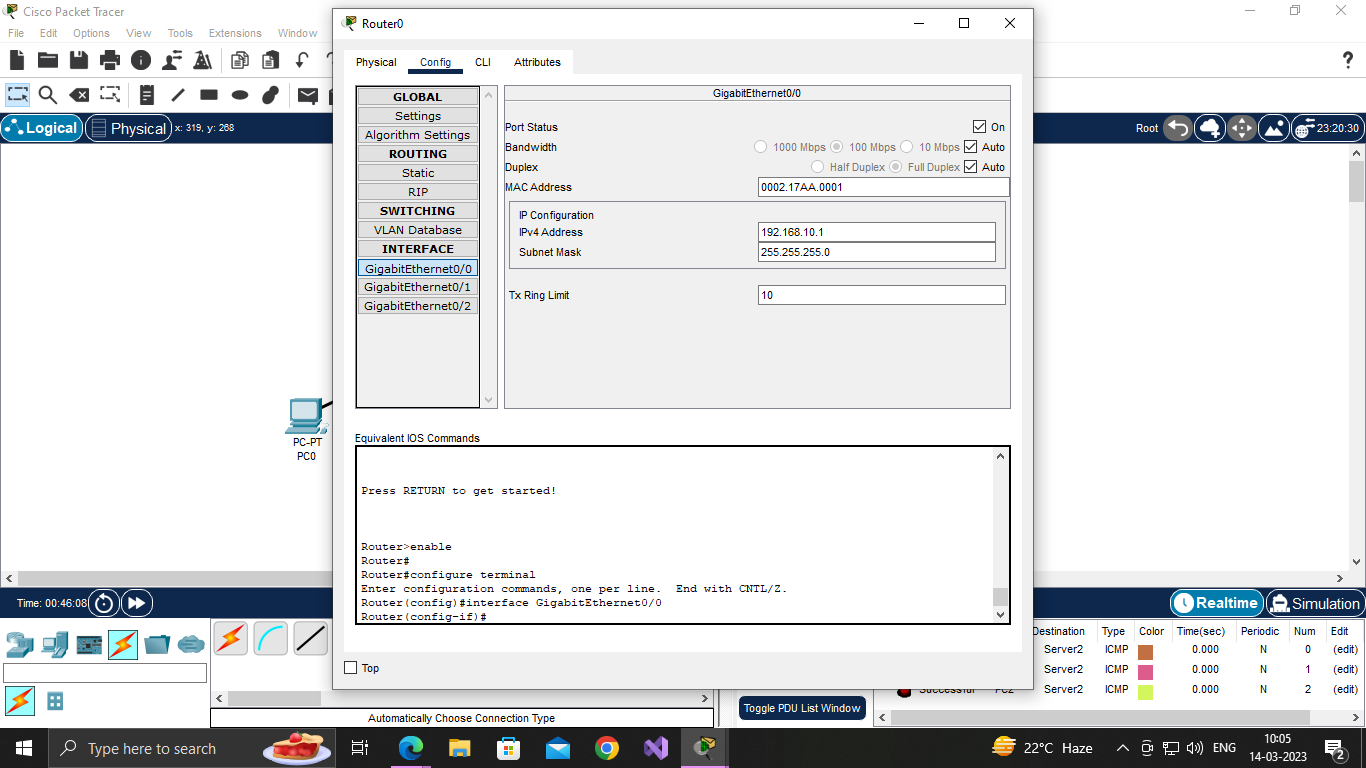 Cisco Packet Tracer
File Edit Options View Tools Extensions Window
Logical Physical x: 319, y: 268
Root 23:20:30
Router0
Physical Config CLI Attributes
GLOBAL
Settings
Algorithm Settings
ROUTING
Static
RIP
SWITCHING
VLAN Database
INTERFACE
GigabitEthernet0/0
GigabitEthernet0/1
GigabitEthernet0/2
GigabitEthernet0/0
Port Status On
Bandwidth 1000 Mbps 100 Mbps 10 Mbps Auto
Duplex Half Duplex Full Duplex Auto
MAC Address 0002.17AA.0001
IP Configuration
IPv4 Address 192.168.10.1
Subnet Mask 255.255.255.0
Tx Ring Limit 10
PC-PT
PC0
Equivalent IOS Commands
Press RETURN to get started!
Router>enable
Router#
Router#configure terminal
Enter configuration commands, one per line. End with CNTL/Z.
Router(config)#interface GigabitEthernet0/0
Router(config-if)#
Top
Time: 00:46:08
Realtime Simulation
Destination Type Color Time(sec) Periodic Num Edit
Server2 ICMP 0.000 N 0 (edit)
Server2 ICMP 0.000 N 1 (edit)
Successful PC2 Server2 ICMP 0.000 N 2 (edit)
Automatically Choose Connection Type
Toggle PDU List Window
Type here to search
22°C Haze
ENG
10:05
14-03-2023
2